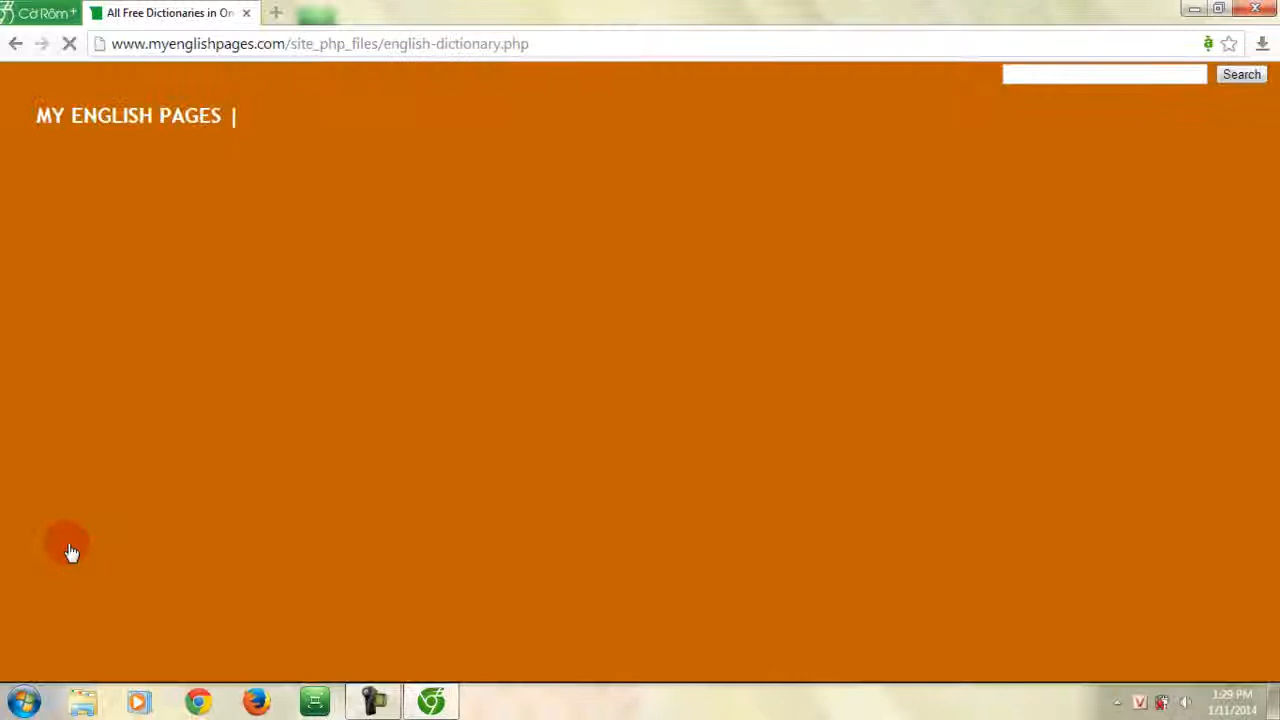 Cờ Rôm+
All Free Dictionaries in On
www.myenglishpages.com/site_php_files/english-dictionary.php
Search
MY ENGLISH PAGES |
V
1:29 PM
1/11/2014